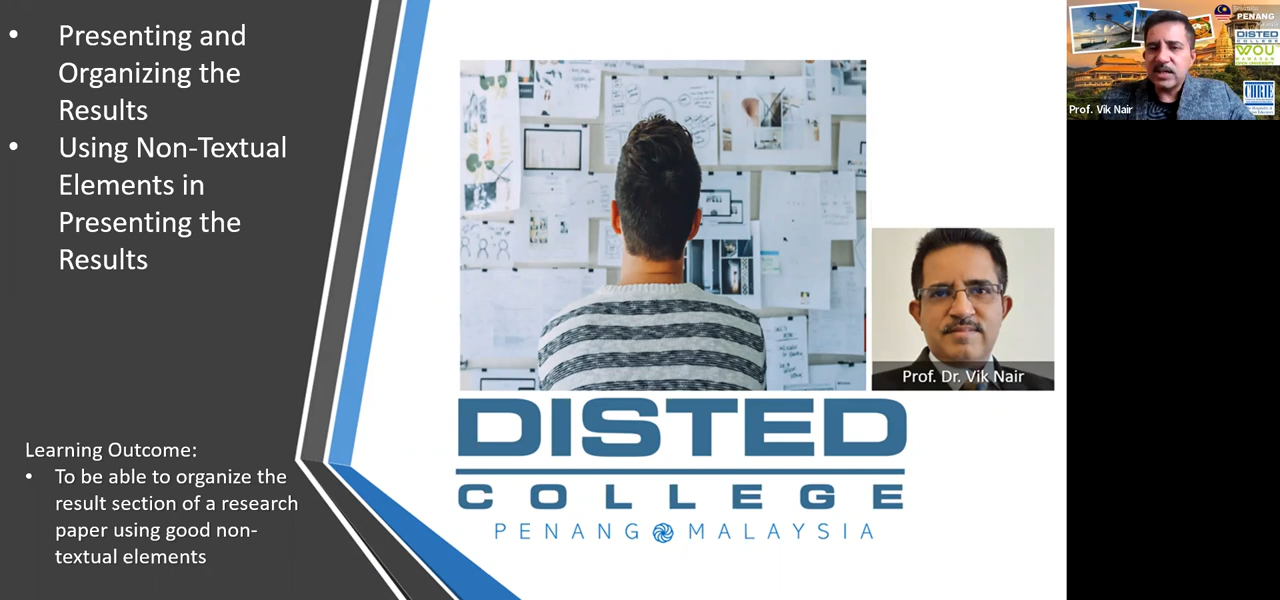 • Presenting and
Organizing the
Results
• Using Non-Textual
Elements in
Presenting the
Results
Learning Outcome:
• To be able to organize the
result section of a research
paper using good non-
textual elements
Prof. Dr. Vik Nair
DISTED
COLLEGE
PENANG MALAYSIA
PENANG
DISTED
COLLEGE
WOU
CHRIE
Prof. Vik Nair